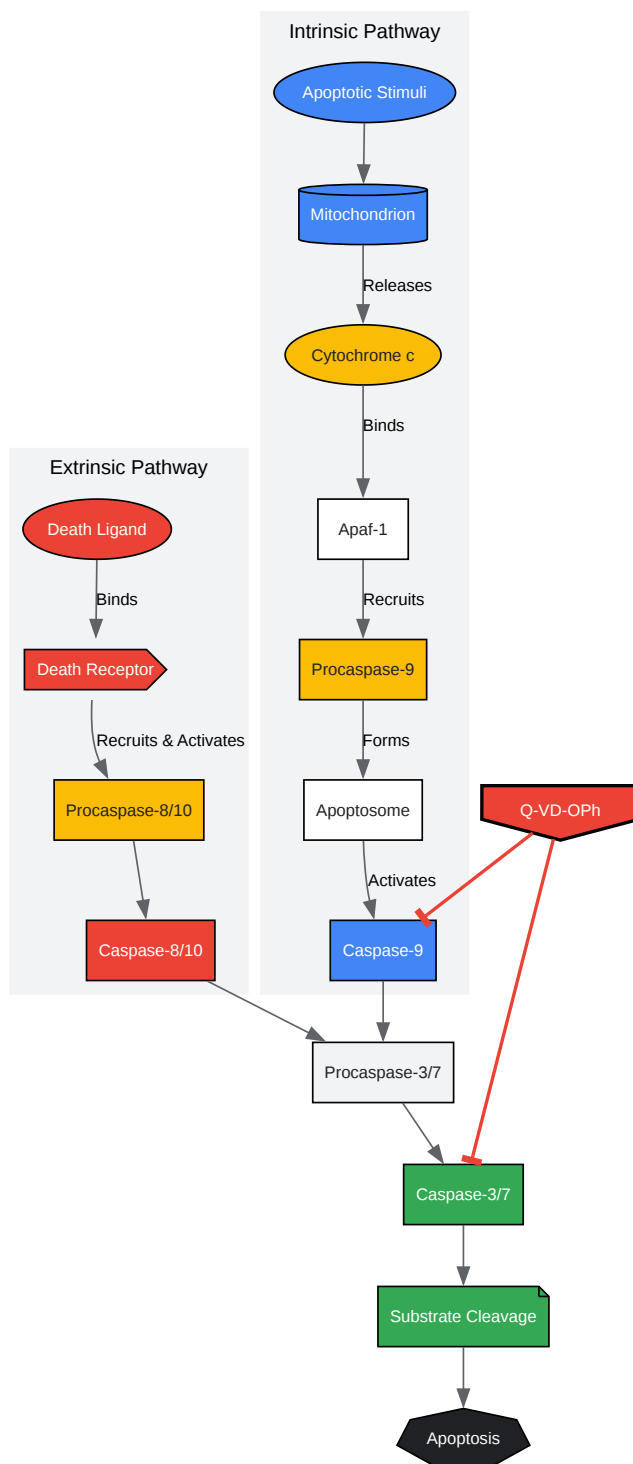 Intrinsic Pathway
Apoptotic Stimuli
Mitochondrion
Releases
Cytochrome c
Binds
Apaf-1
Recruits
Procaspase-9
Forms
Apoptosome
Activates
Caspase-9
Extrinsic Pathway
Death Ligand
Binds
Death Receptor
Recruits & Activates
Procaspase-8/10
Caspase-8/10
Q-VD-OPh
Procaspase-3/7
Caspase-3/7
Substrate Cleavage
Apoptosis